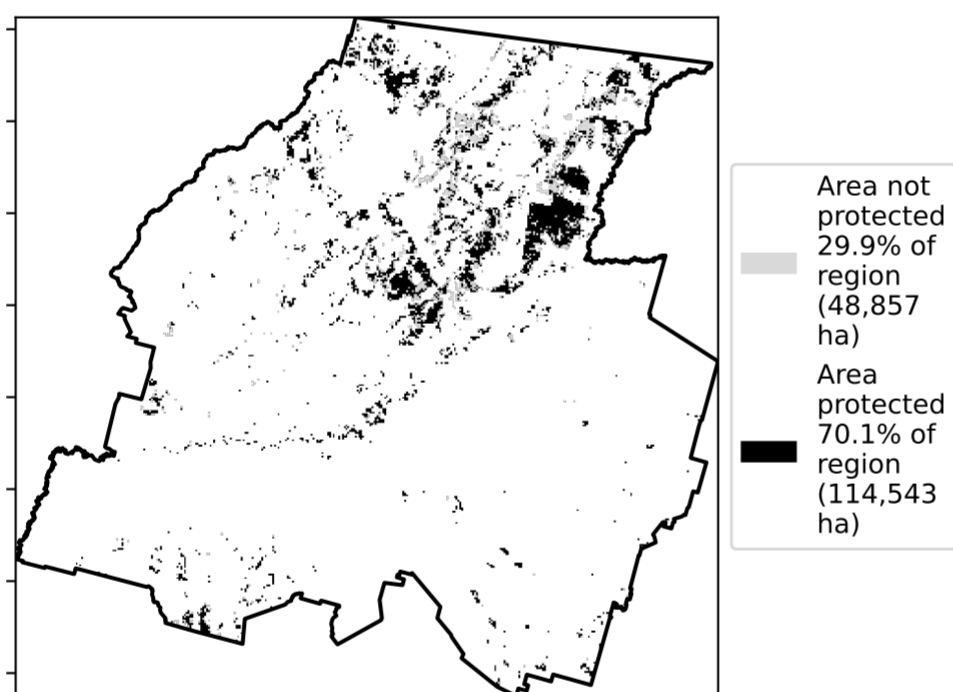 Area not
protected
29.9% of
region
(48,857
ha)
Area
protected
70.1% of
region
(114,543
ha)